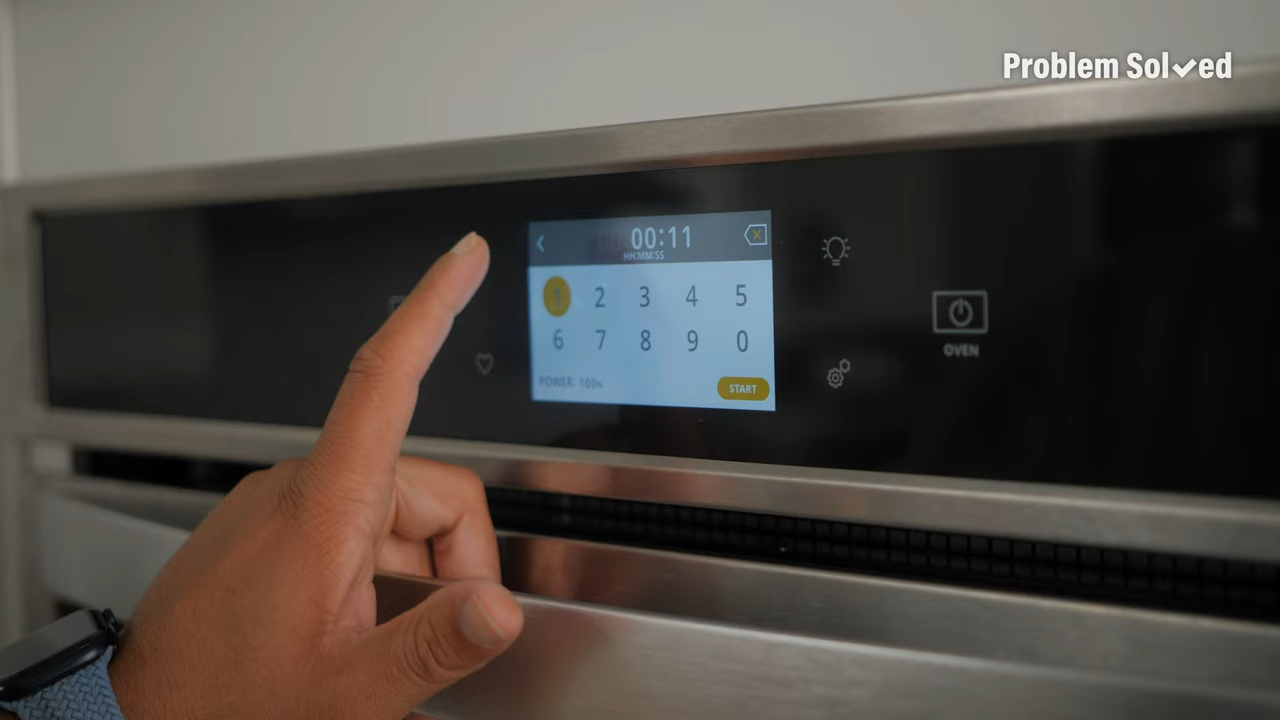 Problem Solved
00:11
HH:MM:SS
1 2 3 4 5
6 7 8 9 0
POWER: 100%
START
OVEN